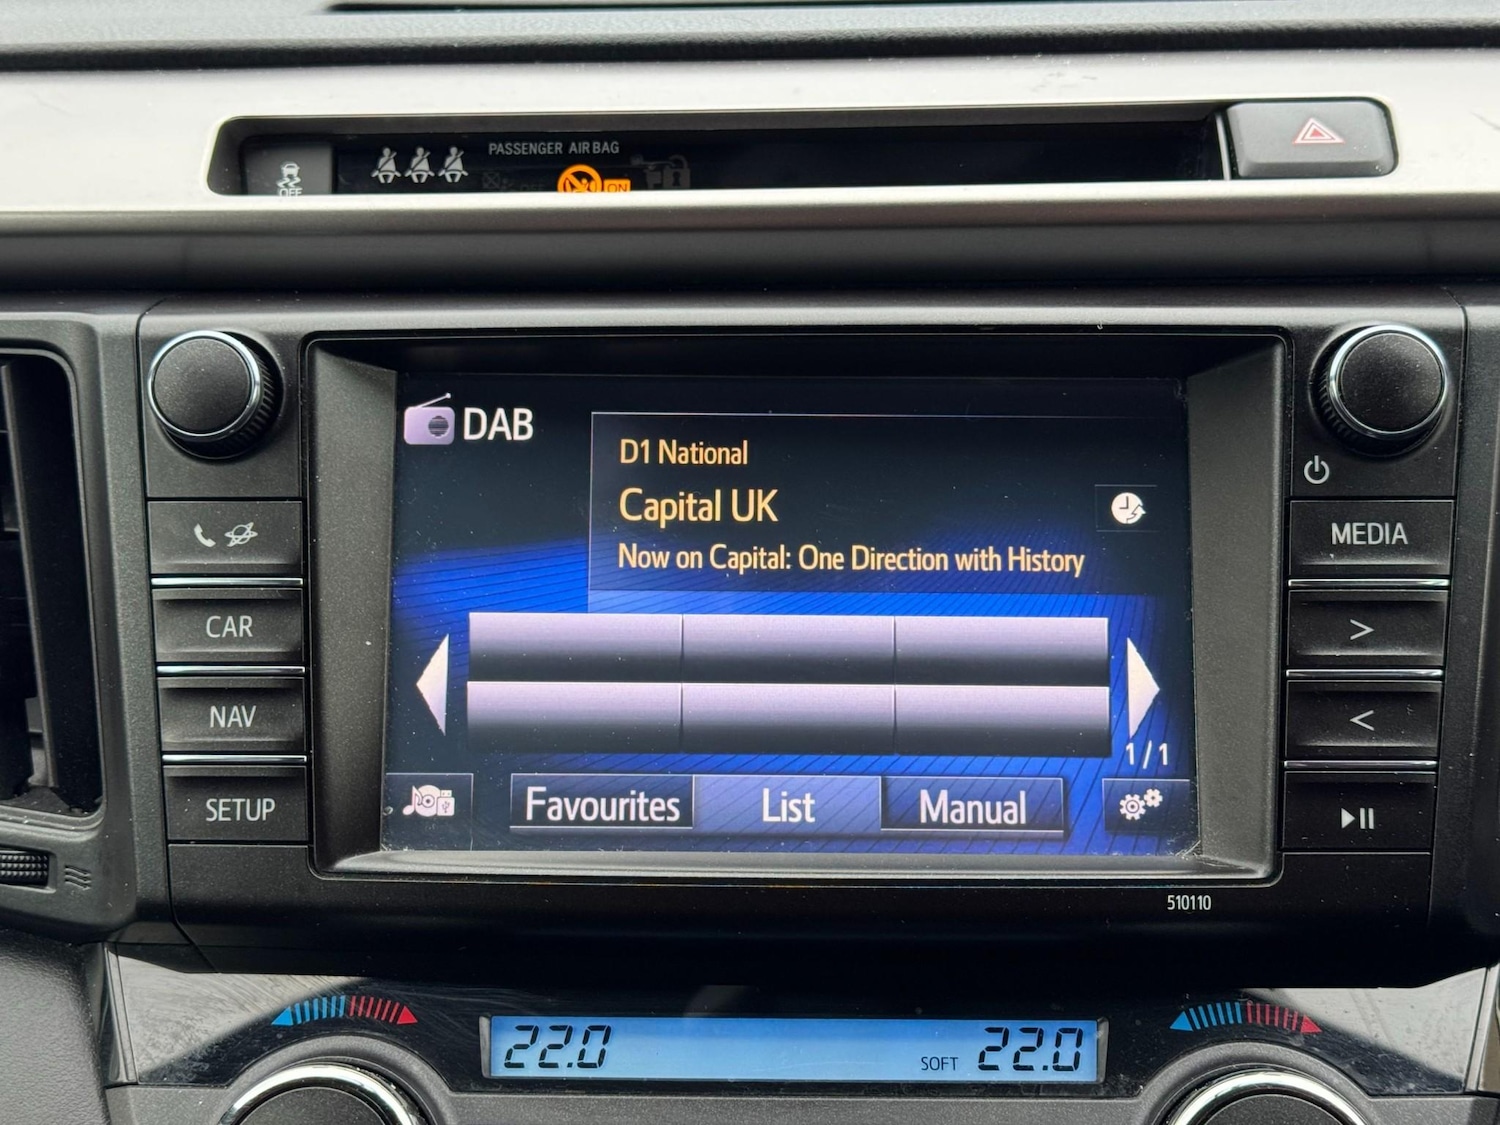 PASSENGER AIR BAG
OFF
ON
DAB
D1 National
Capital UK
Now on Capital: One Direction with History
CAR
NAV
SETUP
MEDIA
>
<
1/1
Favourites
List
Manual
510110
22.0
SOFT 22.0